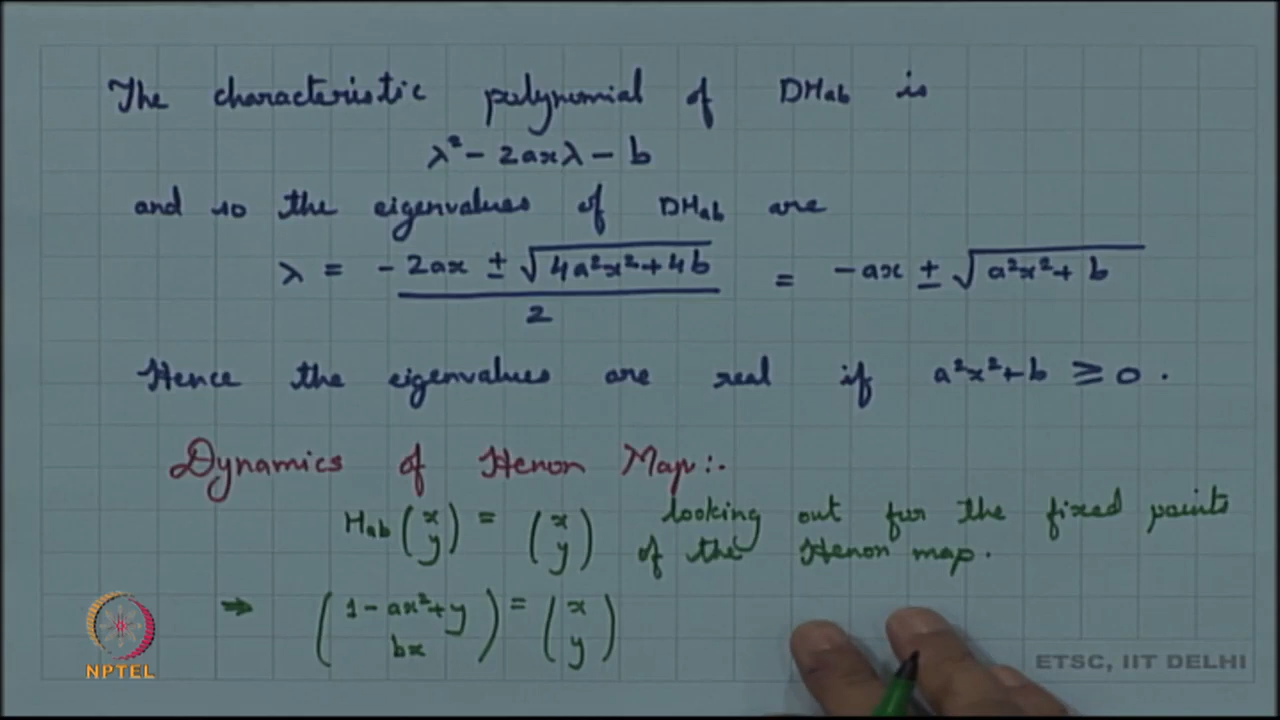 The characteristic polynomial of DHab is
λ² - 2axλ - b
and so the eigenvalues of DHab are
λ = (-2ax ± √(4a²x² + 4b)) / 2 = -ax ± √(a²x² + b)
Hence the eigenvalues are real if a²x² + b ≥ 0.
Dynamics of Henon Map:.
Hab (x y) = (x y) looking out for the fixed points
of the Henon map.
⇒ (1 - ax² + y bx) = (x y)
NPTEL
ETSC, IIT DELHI